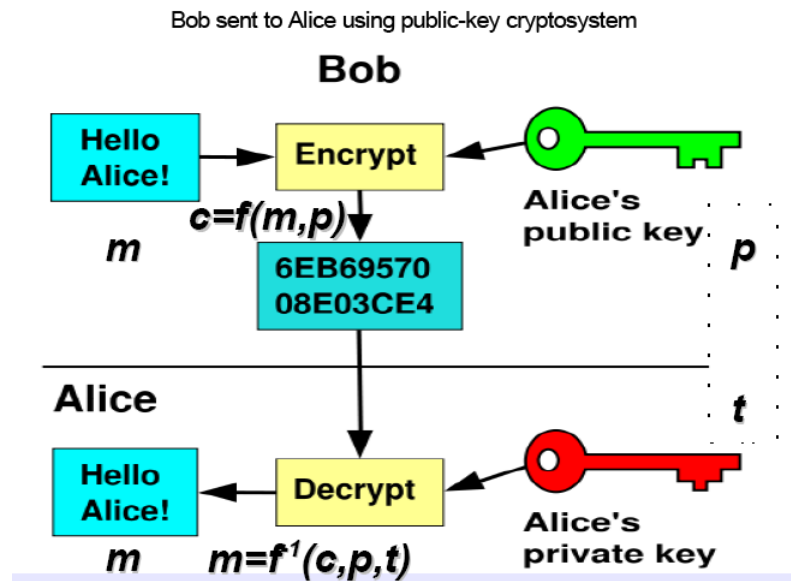 Bob sent to Alice using public-key cryptosystem
Bob
Hello
Alice!
Encrypt
Alice's
public key
c=f(m,p)
m
p
6EB69570
08E03CE4
Alice
t
Hello
Alice!
Decrypt
Alice's
private key
m
m=f⁻¹(c,p,t)